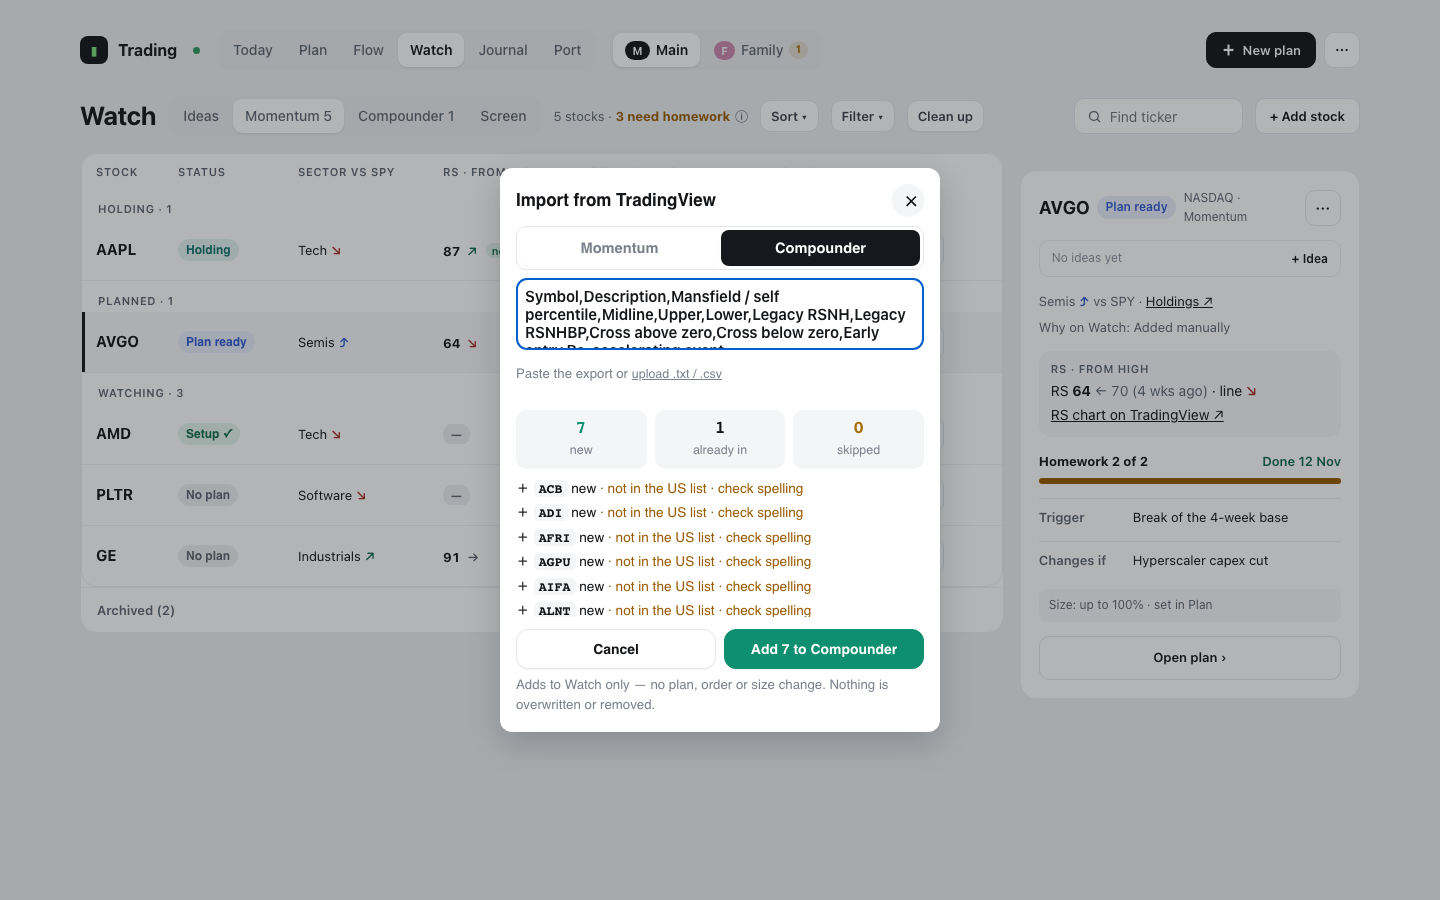 Trading
Today
Plan
Flow
Watch
Journal
Port
M Main
F Family 1
+ New plan
Watch
Ideas
Momentum 5
Compounder 1
Screen
5 stocks · 3 need homework ⓘ
Sort ▾
Filter ▾
Clean up
Find ticker
+ Add stock
STOCK
STATUS
SECTOR VS SPY
RS · FROM
HOLDING · 1
AAPL
Holding
Tech ↘
87 ↗
PLANNED · 1
AVGO
Plan ready
Semis ⤴
64 ↘
WATCHING · 3
AMD
Setup ✓
Tech ↘
—
PLTR
No plan
Software ↘
—
GE
No plan
Industrials ↗
91 →
Archived (2)
Import from TradingView
Momentum
Compounder
Symbol,Description,Mansfield / self
percentile,Midline,Upper,Lower,Legacy RSNH,Legacy
RSNHBP,Cross above zero,Cross below zero,Early
Paste the export or upload .txt / .csv
7
new
1
already in
0
skipped
+ ACB new · not in the US list · check spelling
+ ADI new · not in the US list · check spelling
+ AFRI new · not in the US list · check spelling
+ AGPU new · not in the US list · check spelling
+ AIFA new · not in the US list · check spelling
+ ALNT new · not in the US list · check spelling
Cancel
Add 7 to Compounder
Adds to Watch only — no plan, order or size change. Nothing is
overwritten or removed.
AVGO
Plan ready
NASDAQ ·
Momentum
No ideas yet
+ Idea
Semis ⤴ vs SPY · Holdings ↗
Why on Watch: Added manually
RS · FROM HIGH
RS 64 ← 70 (4 wks ago) · line ↘
RS chart on TradingView ↗
Homework 2 of 2
Done 12 Nov
Trigger
Break of the 4-week base
Changes if
Hyperscaler capex cut
Size: up to 100% · set in Plan
Open plan ›